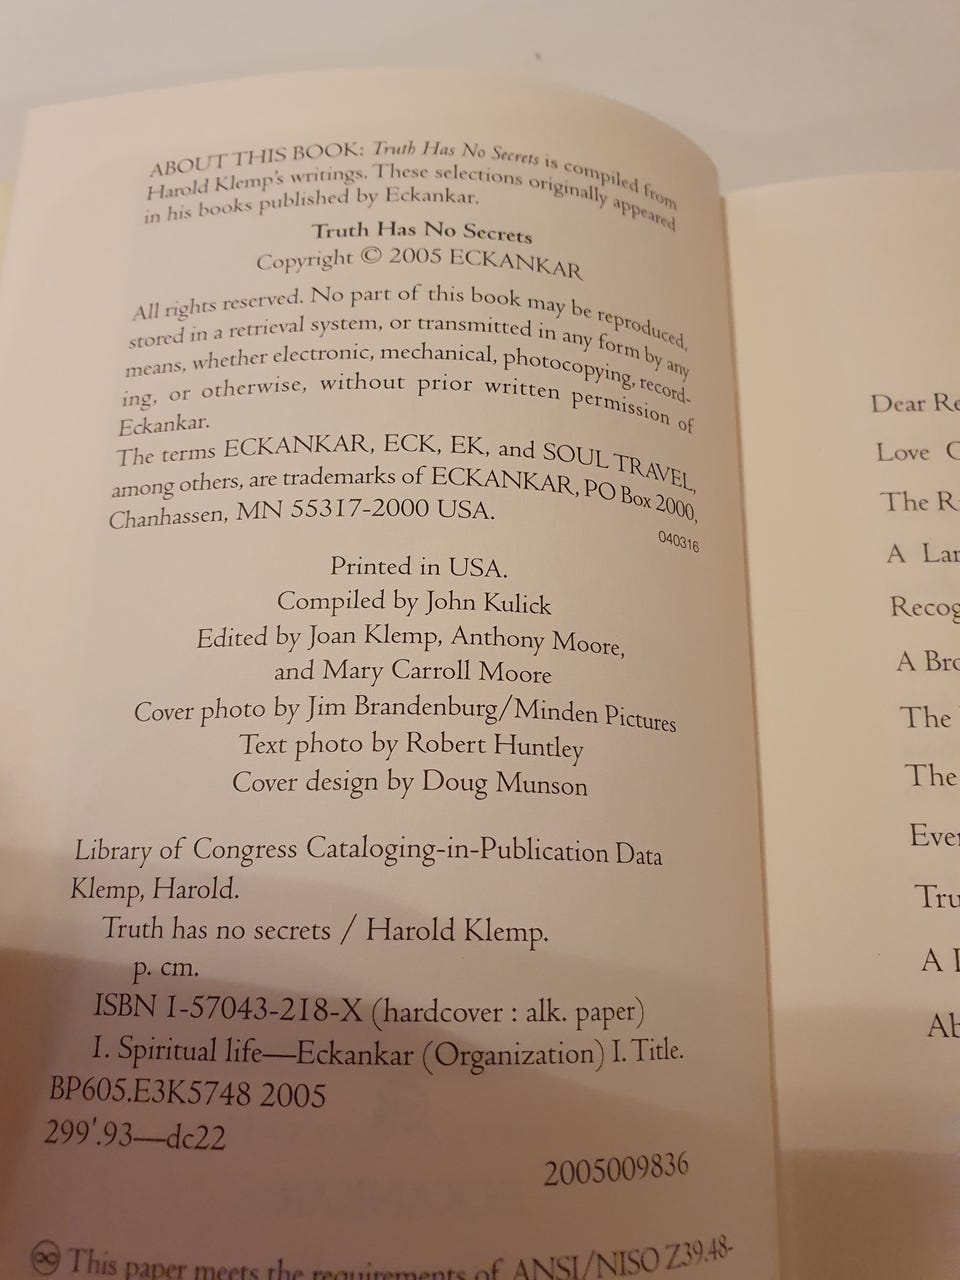 ABOUT THIS BOOK: Truth Has No Secrets is compiled from
Harold Klemp's writings. These selections originally appeared
in his books published by Eckankar.
Truth Has No Secrets
Copyright © 2005 ECKANKAR
All rights reserved. No part of this book may be reproduced,
stored in a retrieval system, or transmitted in any form by any
means, whether electronic, mechanical, photocopying, record-
ing, or otherwise, without prior written permission of
Eckankar.
The terms ECKANKAR, ECK, EK, and SOUL TRAVEL,
among others, are trademarks of ECKANKAR, PO Box 2000,
Chanhassen, MN 55317-2000 USA.
040316
Printed in USA.
Compiled by John Kulick
Edited by Joan Klemp, Anthony Moore,
and Mary Carroll Moore
Cover photo by Jim Brandenburg/Minden Pictures
Text photo by Robert Huntley
Cover design by Doug Munson
Library of Congress Cataloging-in-Publication Data
Klemp, Harold.
Truth has no secrets / Harold Klemp.
p. cm.
ISBN 1-57043-218-X (hardcover : alk. paper)
1. Spiritual life—Eckankar (Organization) I. Title.
BP605.E3K5748 2005
299'.93—dc22
2005009836
♾ This paper meets the requirements of ANSI/NISO Z39.48-
Dear Re
Love C
The R
A Lar
Recog
A Bro
The
The
Ever
Tru
A
Ab